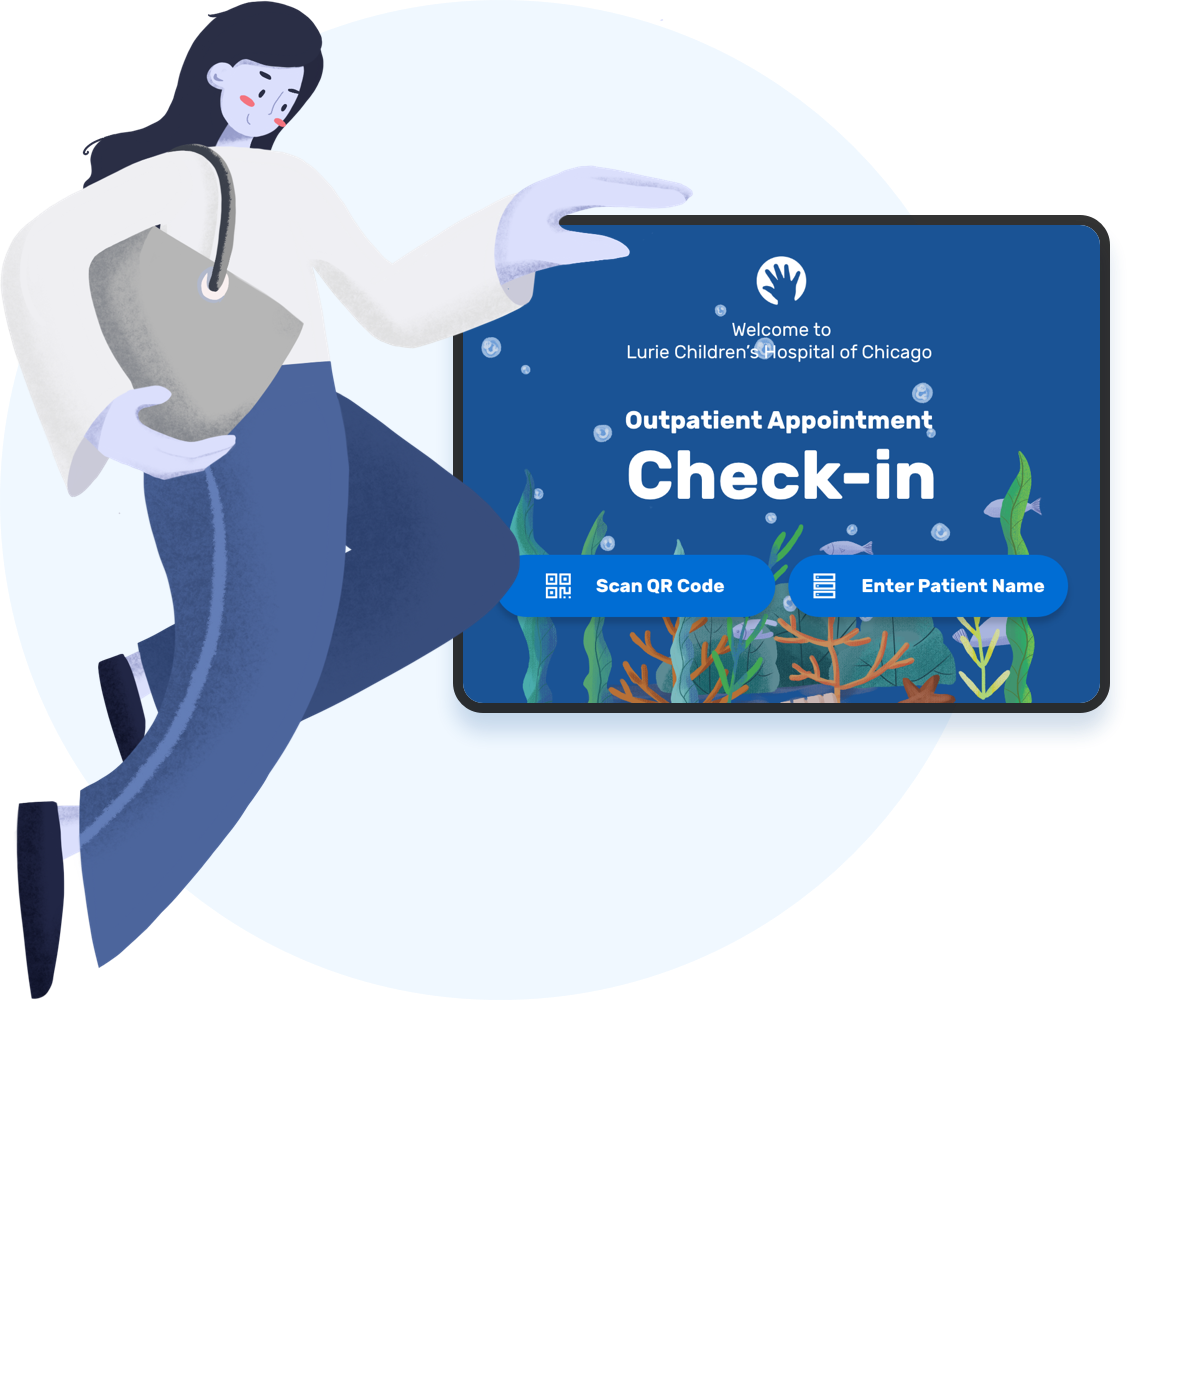 Welcome to
Lurie Children’s Hospital of Chicago
Outpatient Appointment
Check-in
Scan QR Code
Enter Patient Name